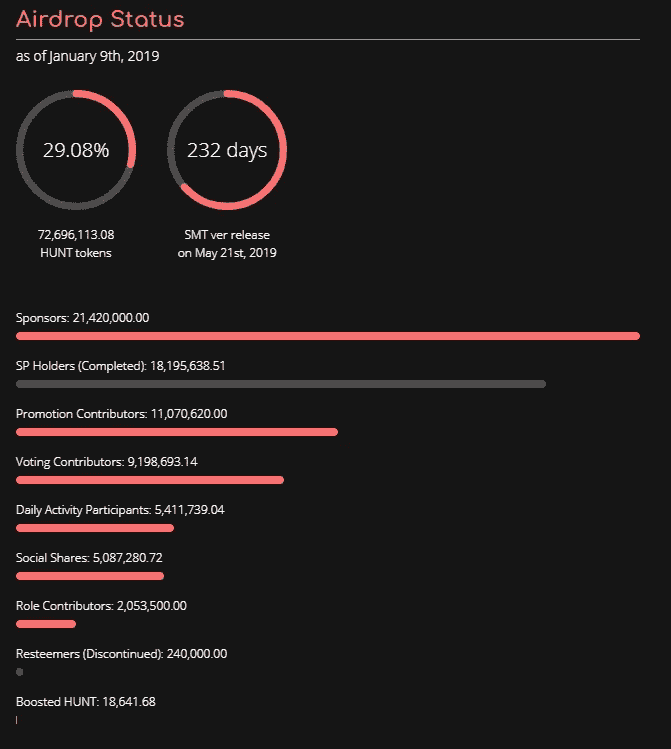 Airdrop Status
as of January 9th, 2019
29.08%
232 days
72,696,113.08
HUNT tokens
SMT ver release
on May 21st, 2019
Sponsors: 21,420,000.00
SP Holders (Completed): 18,195,638.51
Promotion Contributors: 11,070,620.00
Voting Contributors: 9,198,693.14
Daily Activity Participants: 5,411,739.04
Social Shares: 5,087,280.72
Role Contributors: 2,053,500.00
Resteemers (Discontinued): 240,000.00
Boosted HUNT: 18,641.68